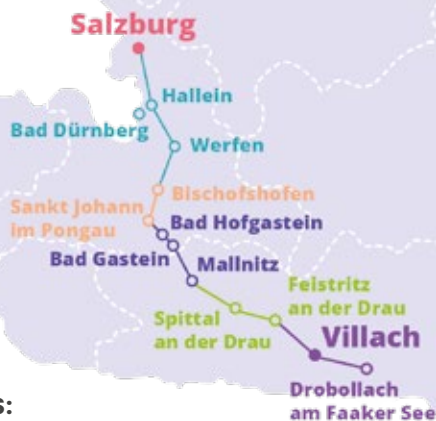 Salzburg
Hallein
Bad Dürnberg
Werfen
Bischofshofen
Sankt Johann
im Pongau
Bad Hofgastein
Bad Gastein
Mallnitz
Feistritz
an der Drau
Spittal
an der Drau
Villach
Drobollach
am Faaker See
s: